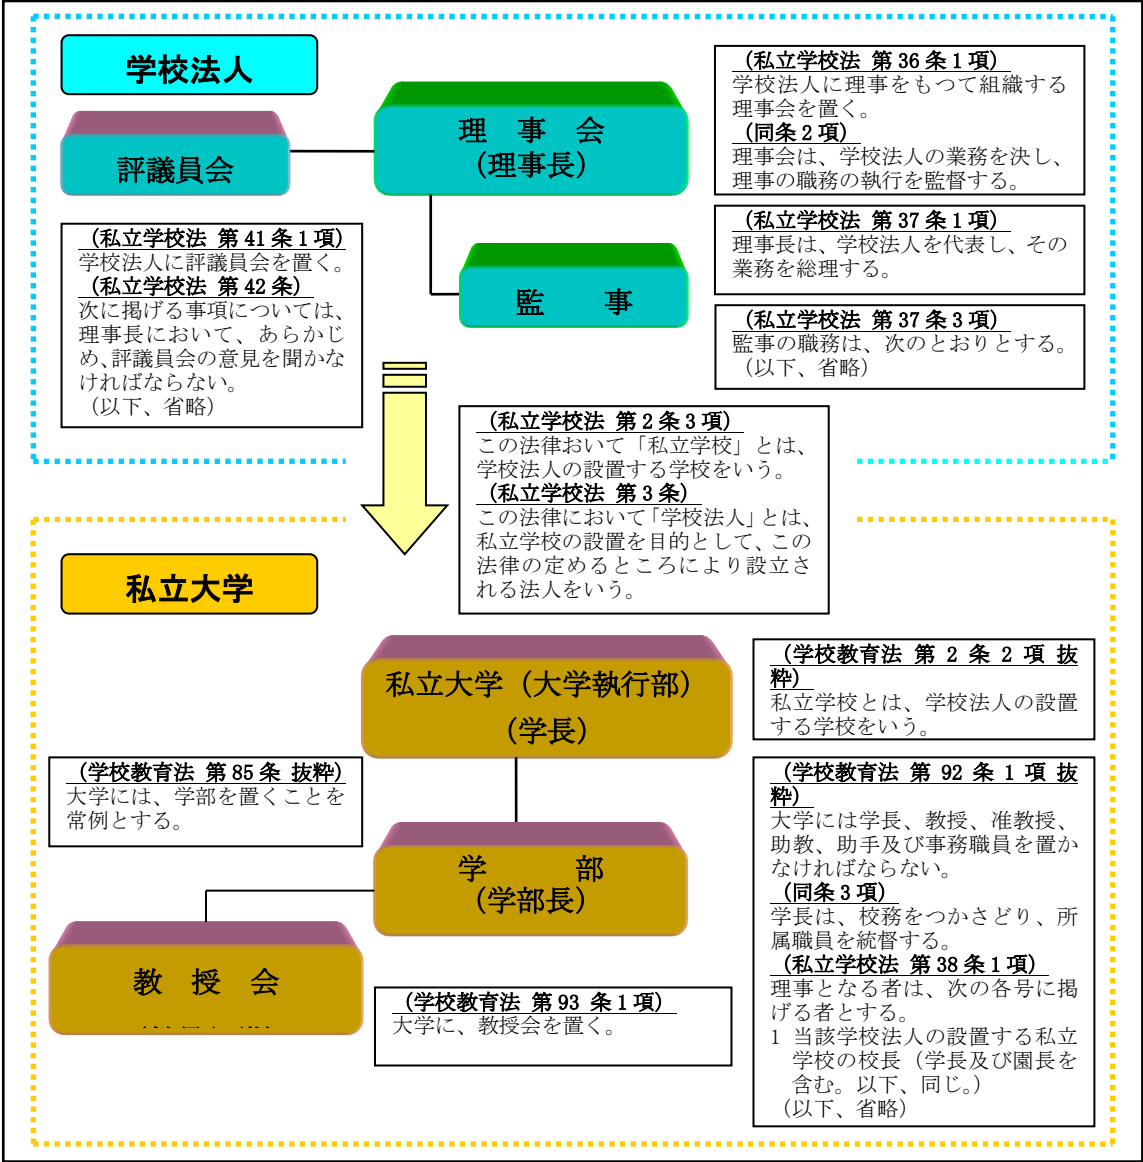 学校法人
理　事　会
(理事長)
評議員会
監　　事
(私立学校法 第 36 条 1 項)
学校法人に理事をもつて組織する
理事会を置く。
(同条 2 項)
理事会は、学校法人の業務を決し、
理事の職務の執行を監督する。
(私立学校法 第 37 条 1 項)
理事長は、学校法人を代表し、その
業務を総理する。
(私立学校法 第 37 条 3 項)
監事の職務は、次のとおりとする。
（以下、省略）
(私立学校法 第 41 条 1 項)
学校法人に評議員会を置く。
(私立学校法 第 42 条)
次に掲げる事項については、
理事長において、あらかじ
め、評議員会の意見を聞かな
ければならない。
（以下、省略）
(私立学校法 第 2 条 3 項)
この法律おいて「私立学校」とは、
学校法人の設置する学校をいう。
(私立学校法 第 3 条)
この法律において「学校法人」とは、
私立学校の設置を目的として、この
法律の定めるところにより設立さ
れる法人をいう。
私立大学
私立大学（大学執行部）
(学長)
(学校教育法 第 2 条 2 項 抜
粋)
私立学校とは、学校法人の設置
する学校をいう。
(学校教育法 第 85 条 抜粋)
大学には、学部を置くことを
常例とする。
学　　　部
(学部長)
(学校教育法 第 92 条 1 項 抜
粋)
大学には学長、教授、准教授、
助教、助手及び事務職員を置か
なければならない。
(同条 3 項)
学長は、校務をつかさどり、所
属職員を統督する。
(私立学校法 第 38 条 1 項)
理事となる者は、次の各号に掲
げる者とする。
1 当該学校法人の設置する私立
学校の校長（学長及び園長を
含む。以下、同じ。）
（以下、省略）
教　授　会
(学校教育法 第 93 条 1 項)
大学に、教授会を置く。